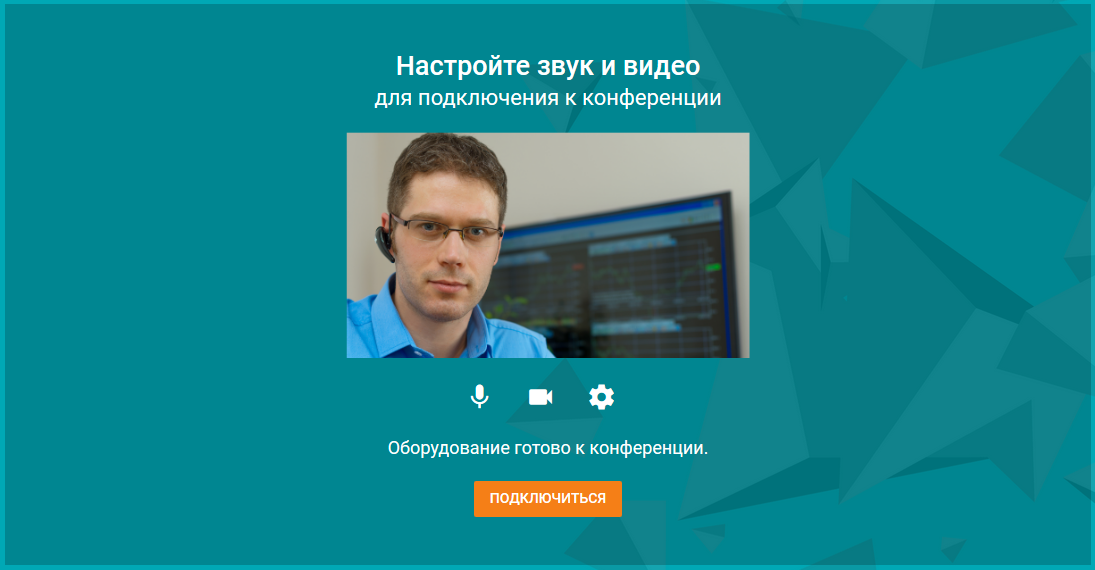 Настройте звук и видео
для подключения к конференции
Оборудование готово к конференции.
ПОДКЛЮЧИТЬСЯ